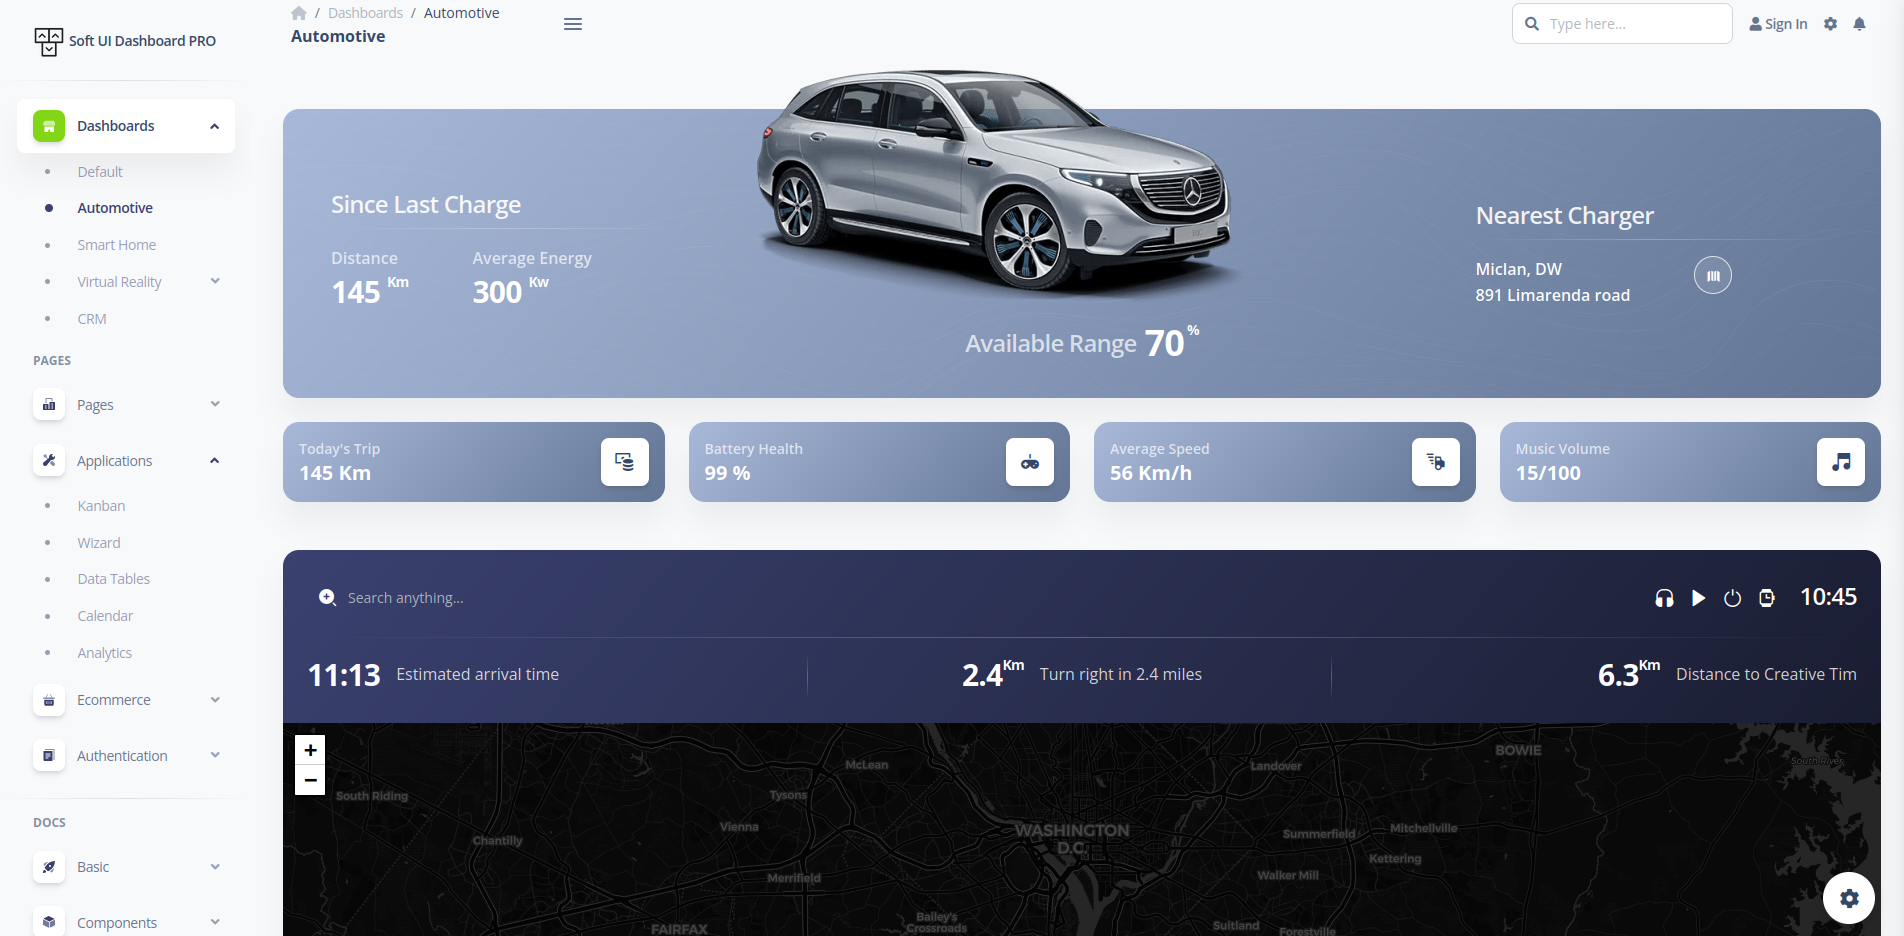 Soft UI Dashboard PRO
Dashboards
Default
Automotive
Smart Home
Virtual Reality
CRM
PAGES
Pages
Applications
Kanban
Wizard
Data Tables
Calendar
Analytics
Ecommerce
Authentication
DOCS
Basic
Components
/ Dashboards / Automotive
Automotive
Type here...
Sign In
Since Last Charge
Distance
145 Km
Average Energy
300 Kw
Available Range 70 %
Nearest Charger
Miclan, DW
891 Limarenda road
Today's Trip
145 Km
Battery Health
99 %
Average Speed
56 Km/h
Music Volume
15/100
Search anything...
10:45
11:13 Estimated arrival time
2.4 Km Turn right in 2.4 miles
6.3 Km Distance to Creative Tim
+
−
BOWIE
South River
McLean
Landover
South Riding
Tysons
Vienna
WASHINGTON
D.C.
Summerfield
Mitchellville
Chantilly
Kettering
Merrifield
Walker Mill
Bailey's
Crossroads
FAIRFAX
Suitland
Forestville